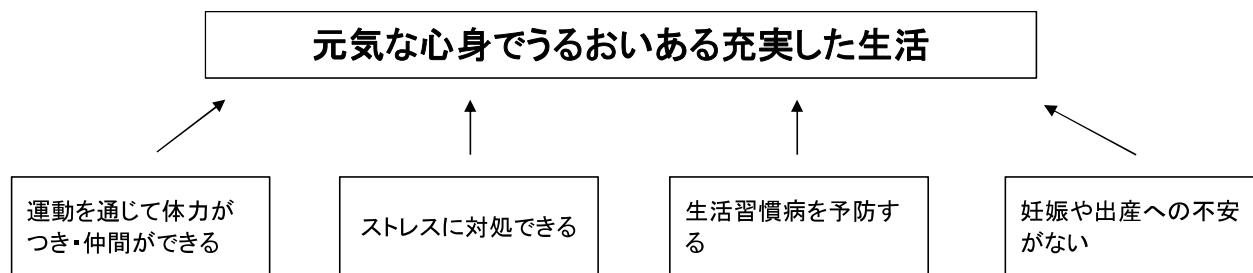 元気な心身でうるおいある充実した生活
運動を通じて体力が
つき・仲間ができる
ストレスに対処できる
生活習慣病を予防す
る
妊娠や出産への不安
がない